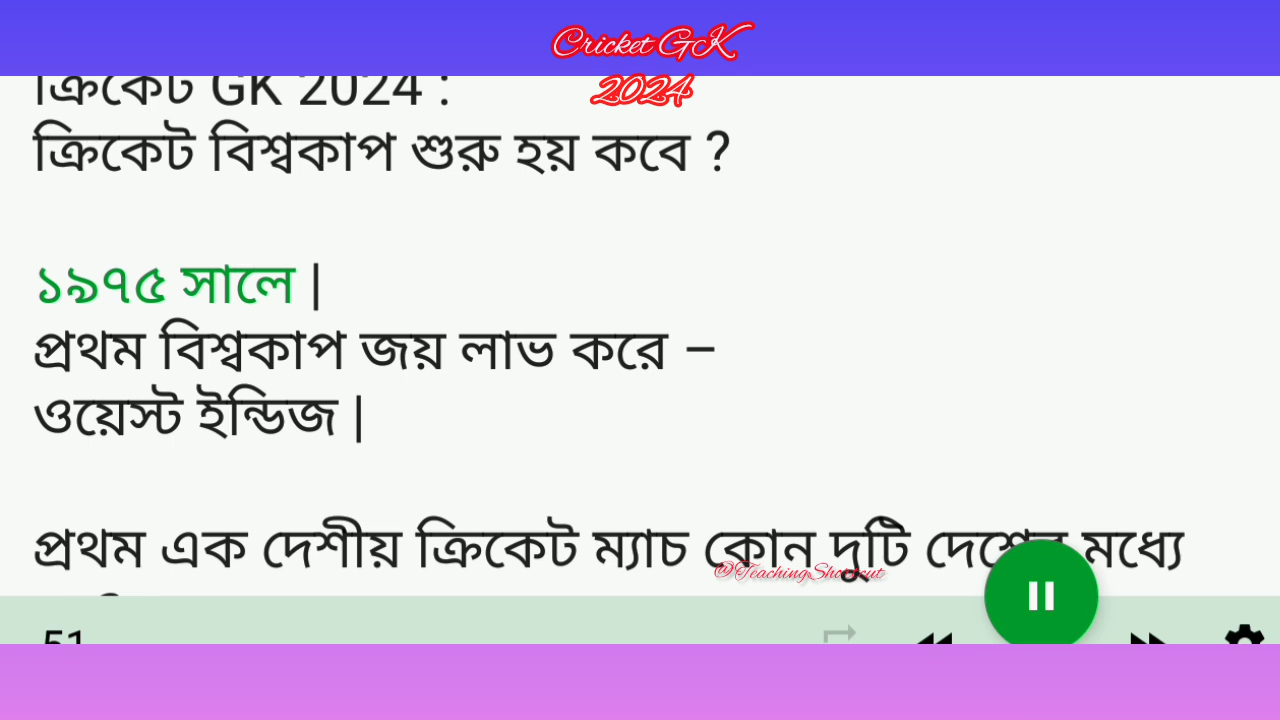 Cricket GK
2024
ক্রিকেট GK 2024 :
ক্রিকেট বিশ্বকাপ শুরু হয় কবে ?
১৯৭৫ সালে |
প্রথম বিশ্বকাপ জয় লাভ করে –
ওয়েস্ট ইন্ডিজ |
প্রথম এক দেশীয় ক্রিকেট ম্যাচ কোন দুটি দেশের মধ্যে
@TeachingShortcut
51